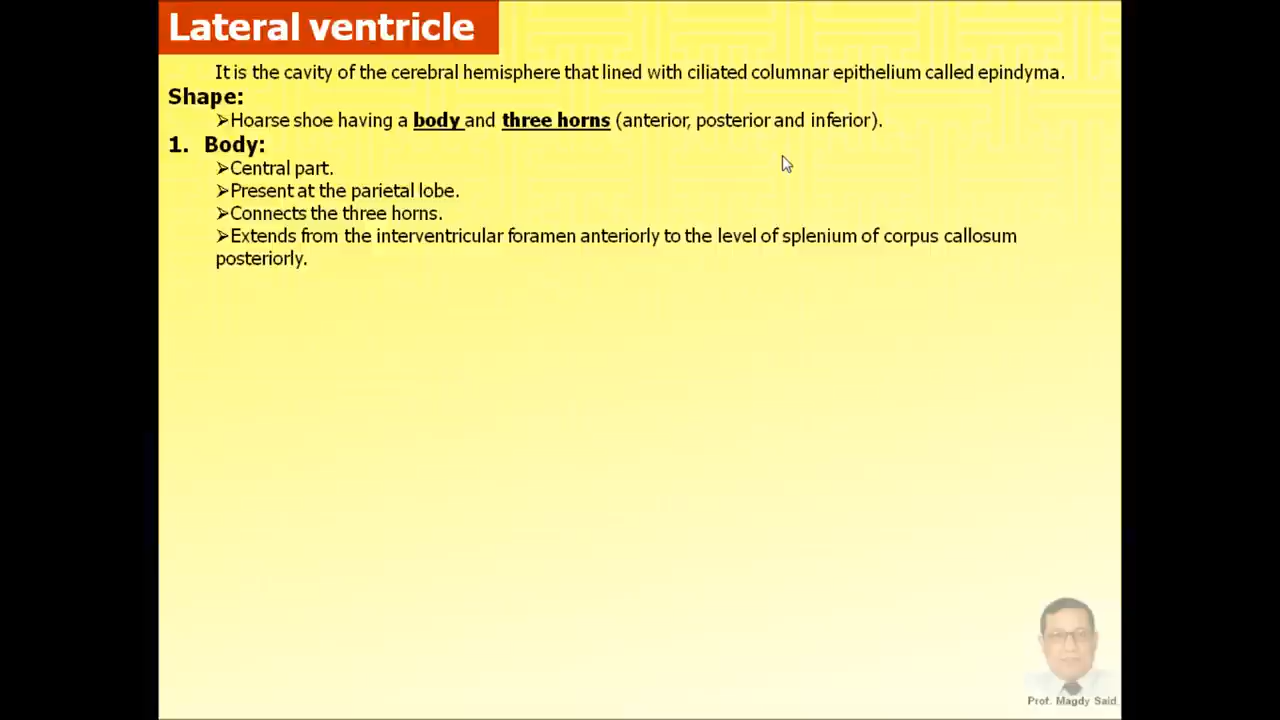 Lateral ventricle
It is the cavity of the cerebral hemisphere that lined with ciliated columnar epithelium called epindyma.
Shape:
➢Hoarse shoe having a body and three horns (anterior, posterior and inferior).
1. Body:
➢Central part.
➢Present at the parietal lobe.
➢Connects the three horns.
➢Extends from the interventricular foramen anteriorly to the level of splenium of corpus callosum
posteriorly.
Prof. Magdy Said